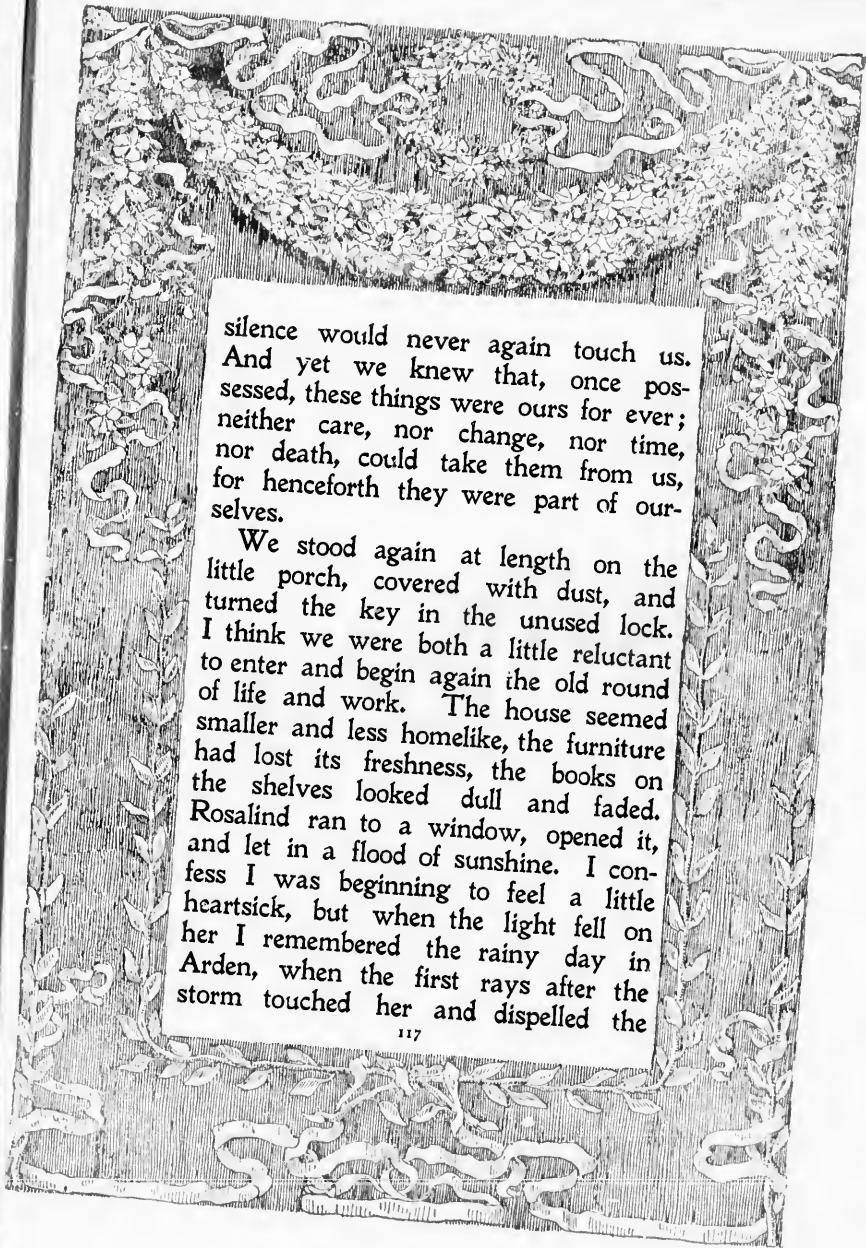 silence would never again touch us.
And yet we knew that, once pos-
sessed, these things were ours for ever;
neither care, nor change, nor time,
nor death, could take them from us,
for henceforth they were part of our-
selves.
We stood again at length on the
little porch, covered with dust, and
turned the key in the unused lock.
I think we were both a little reluctant
to enter and begin again the old round
of life and work. The house seemed
smaller and less homelike, the furniture
had lost its freshness, the books on
the shelves looked dull and faded.
Rosalind ran to a window, opened it,
and let in a flood of sunshine. I con-
fess I was beginning to feel a little
heartsick, but when the light fell on
her I remembered the rainy day in
Arden, when the first rays after the
storm touched her and dispelled the
117